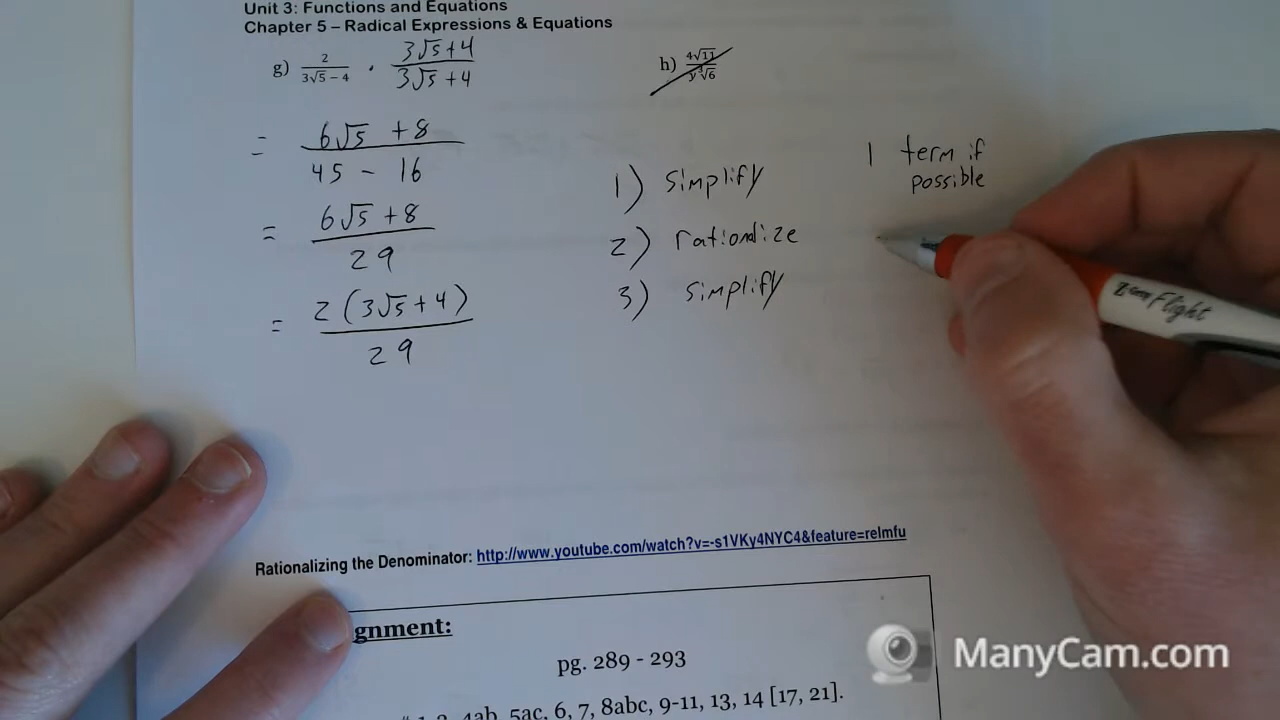 Unit 3: Functions and Equations
Chapter 5 – Radical Expressions & Equations
g) 2/(3√5 – 4) · (3√5 + 4)/(3√5 + 4)
h) 4√11
= (6√5 + 8)/(45 - 16)
= (6√5 + 8)/29
= 2(3√5 + 4)/29
1) Simplify
2) rationalize
3) simplify
1 term if
possible
Zoom Flight
Rationalizing the Denominator: http://www.youtube.com/watch?v=-s1VKy4NYC4&feature=relmfu
gnment:
pg. 289 - 293
4ab, 5ac, 6, 7, 8abc, 9-11, 13, 14 [17, 21].
ManyCam.com